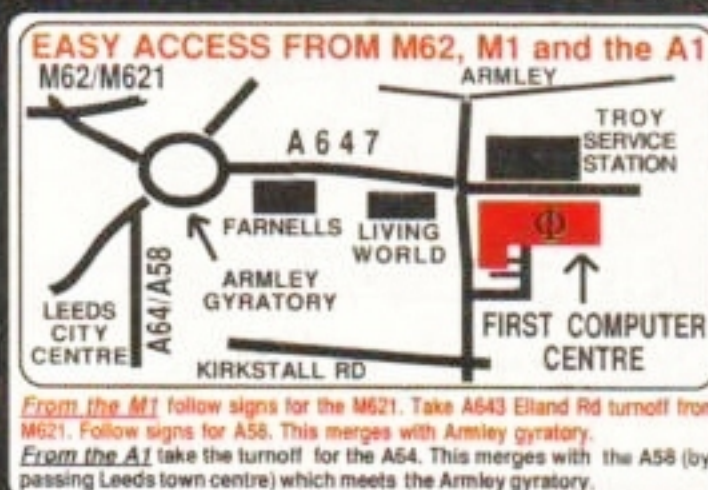 EASY ACCESS FROM M62, M1 and the A1
M62/M621
ARMLEY
TROY
SERVICE
STATION
A647
FARNELLS
LIVING
WORLD
Φ
ARMLEY
GYRATORY
A64/A58
LEEDS
CITY
CENTRE
FIRST COMPUTER
CENTRE
KIRKSTALL RD
From the M1 follow signs for the M621. Take A643 Elland Rd turnoff from
M621. Follow signs for A58. This merges with Armley gyratory.
From the A1 take the turnoff for the A64. This merges with the A58 (by
passing Leeds town centre) which meets the Armley gyratory.